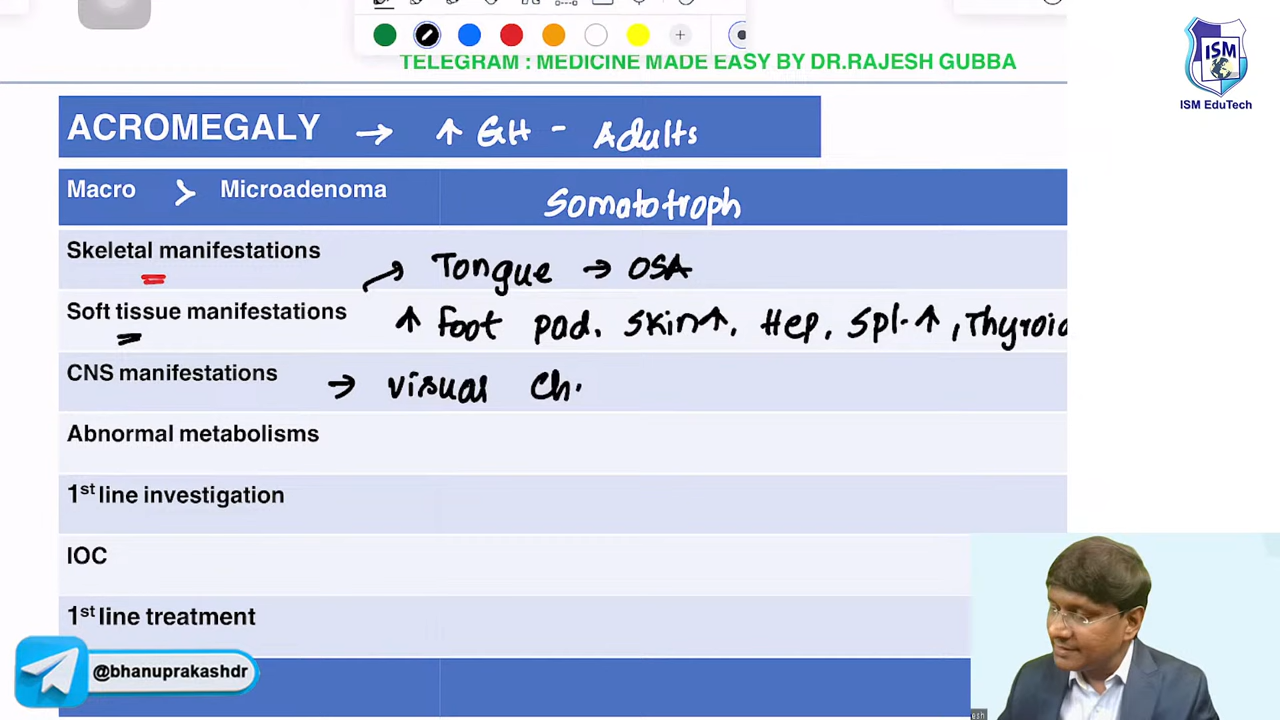 TELEGRAM : MEDICINE MADE EASY BY DR.RAJESH GUBBA
ISM
ISM EduTech
ACROMEGALY → ↑ GH - Adults
Macro > Microadenoma Somatotroph
Skeletal manifestations
→ Tongue → OSA
Soft tissue manifestations ↑ Foot pad. Skin↑. Hep. Spl.↑, Thyroid
CNS manifestations → visual Ch.
Abnormal metabolisms
1st line investigation
IOC
1st line treatment
@bhanuprakashdr